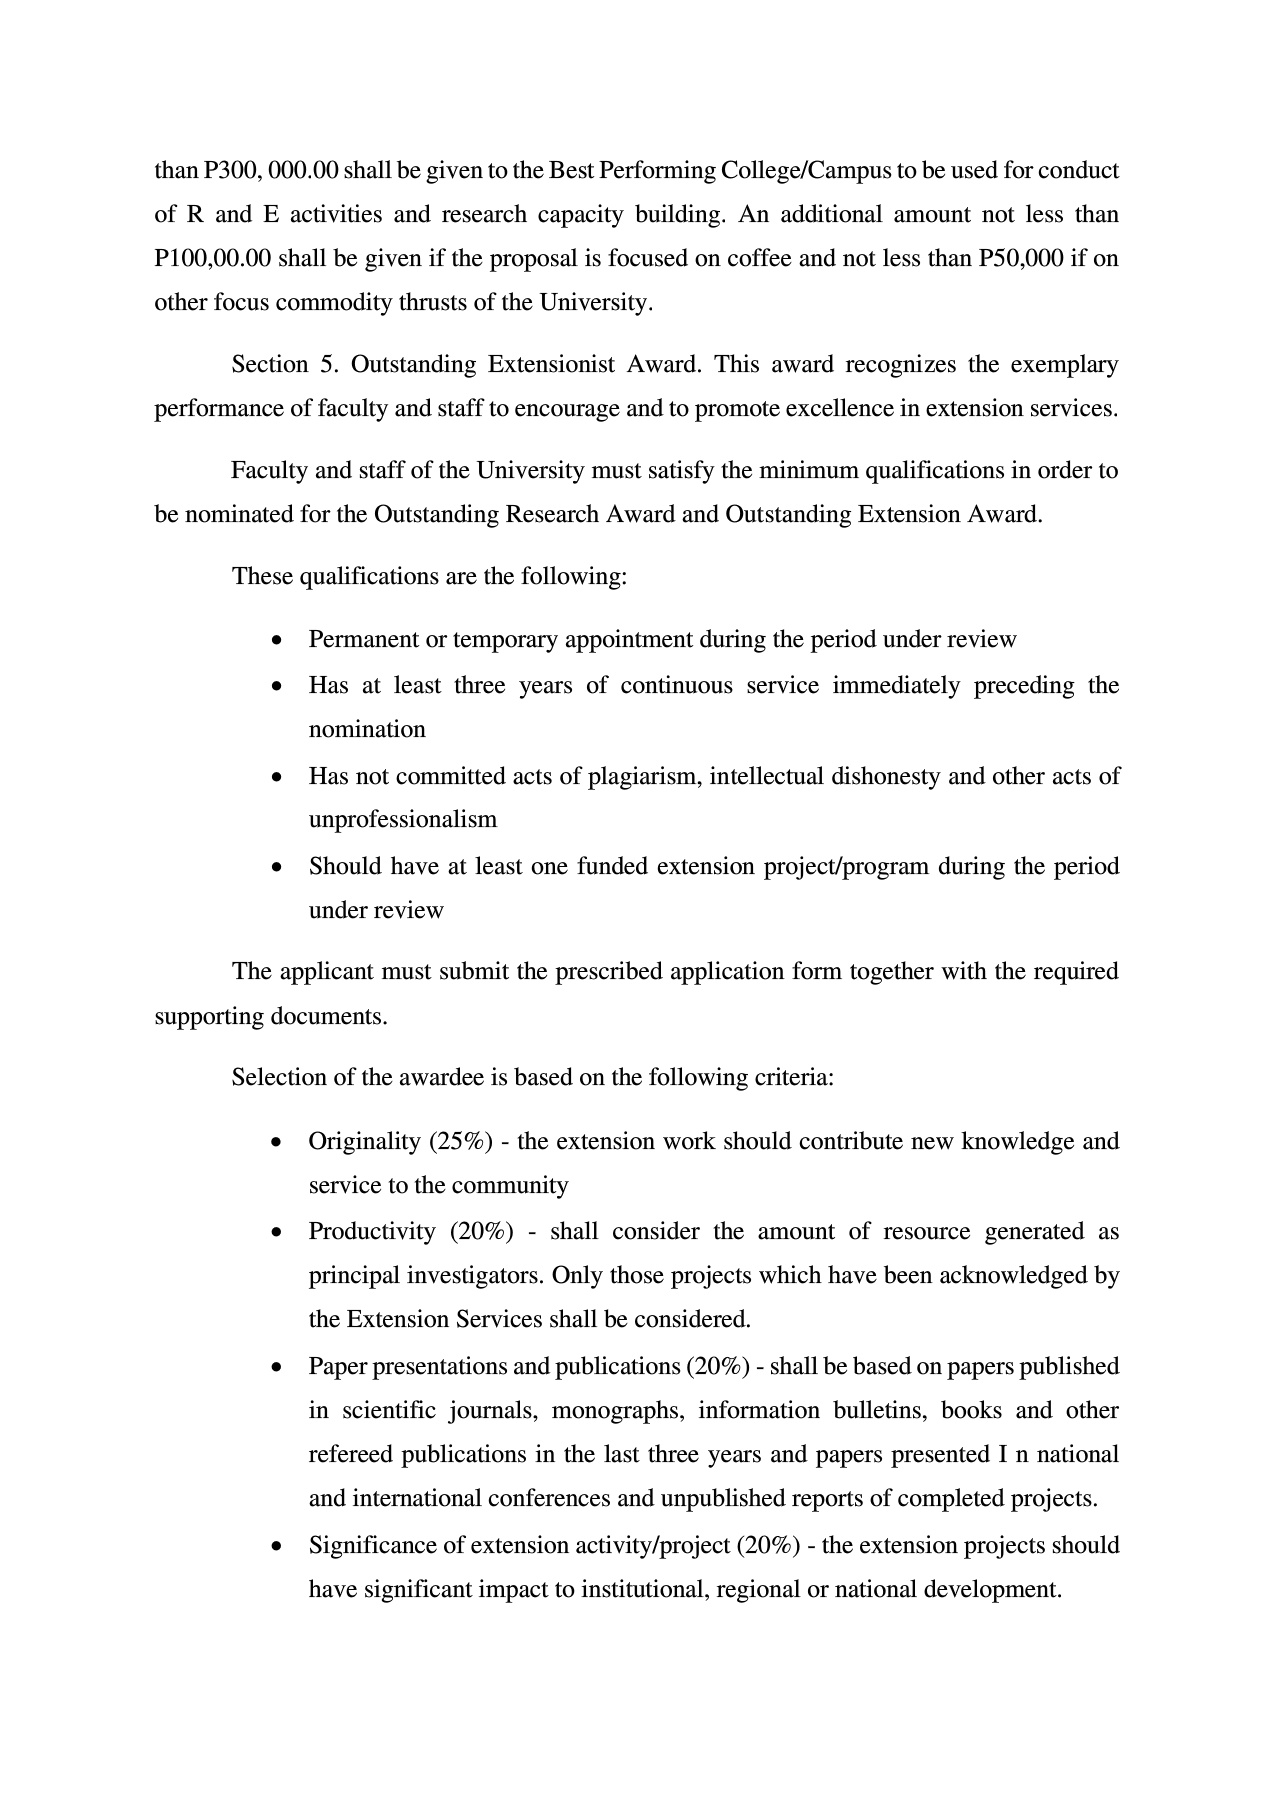 than P300, 000.00 shall be given to the Best Performing College/Campus to be used for conduct
of R and E activities and research capacity building. An additional amount not less than
P100,00.00 shall be given if the proposal is focused on coffee and not less than P50,000 if on
other focus commodity thrusts of the University.
Section 5. Outstanding Extensionist Award. This award recognizes the exemplary
performance of faculty and staff to encourage and to promote excellence in extension services.
Faculty and staff of the University must satisfy the minimum qualifications in order to
be nominated for the Outstanding Research Award and Outstanding Extension Award.
These qualifications are the following:
• Permanent or temporary appointment during the period under review
• Has at least three years of continuous service immediately preceding the
nomination
• Has not committed acts of plagiarism, intellectual dishonesty and other acts of
unprofessionalism
• Should have at least one funded extension project/program during the period
under review
The applicant must submit the prescribed application form together with the required
supporting documents.
Selection of the awardee is based on the following criteria:
• Originality (25%) - the extension work should contribute new knowledge and
service to the community
• Productivity (20%) - shall consider the amount of resource generated as
principal investigators. Only those projects which have been acknowledged by
the Extension Services shall be considered.
• Paper presentations and publications (20%) - shall be based on papers published
in scientific journals, monographs, information bulletins, books and other
refereed publications in the last three years and papers presented I n national
and international conferences and unpublished reports of completed projects.
• Significance of extension activity/project (20%) - the extension projects should
have significant impact to institutional, regional or national development.